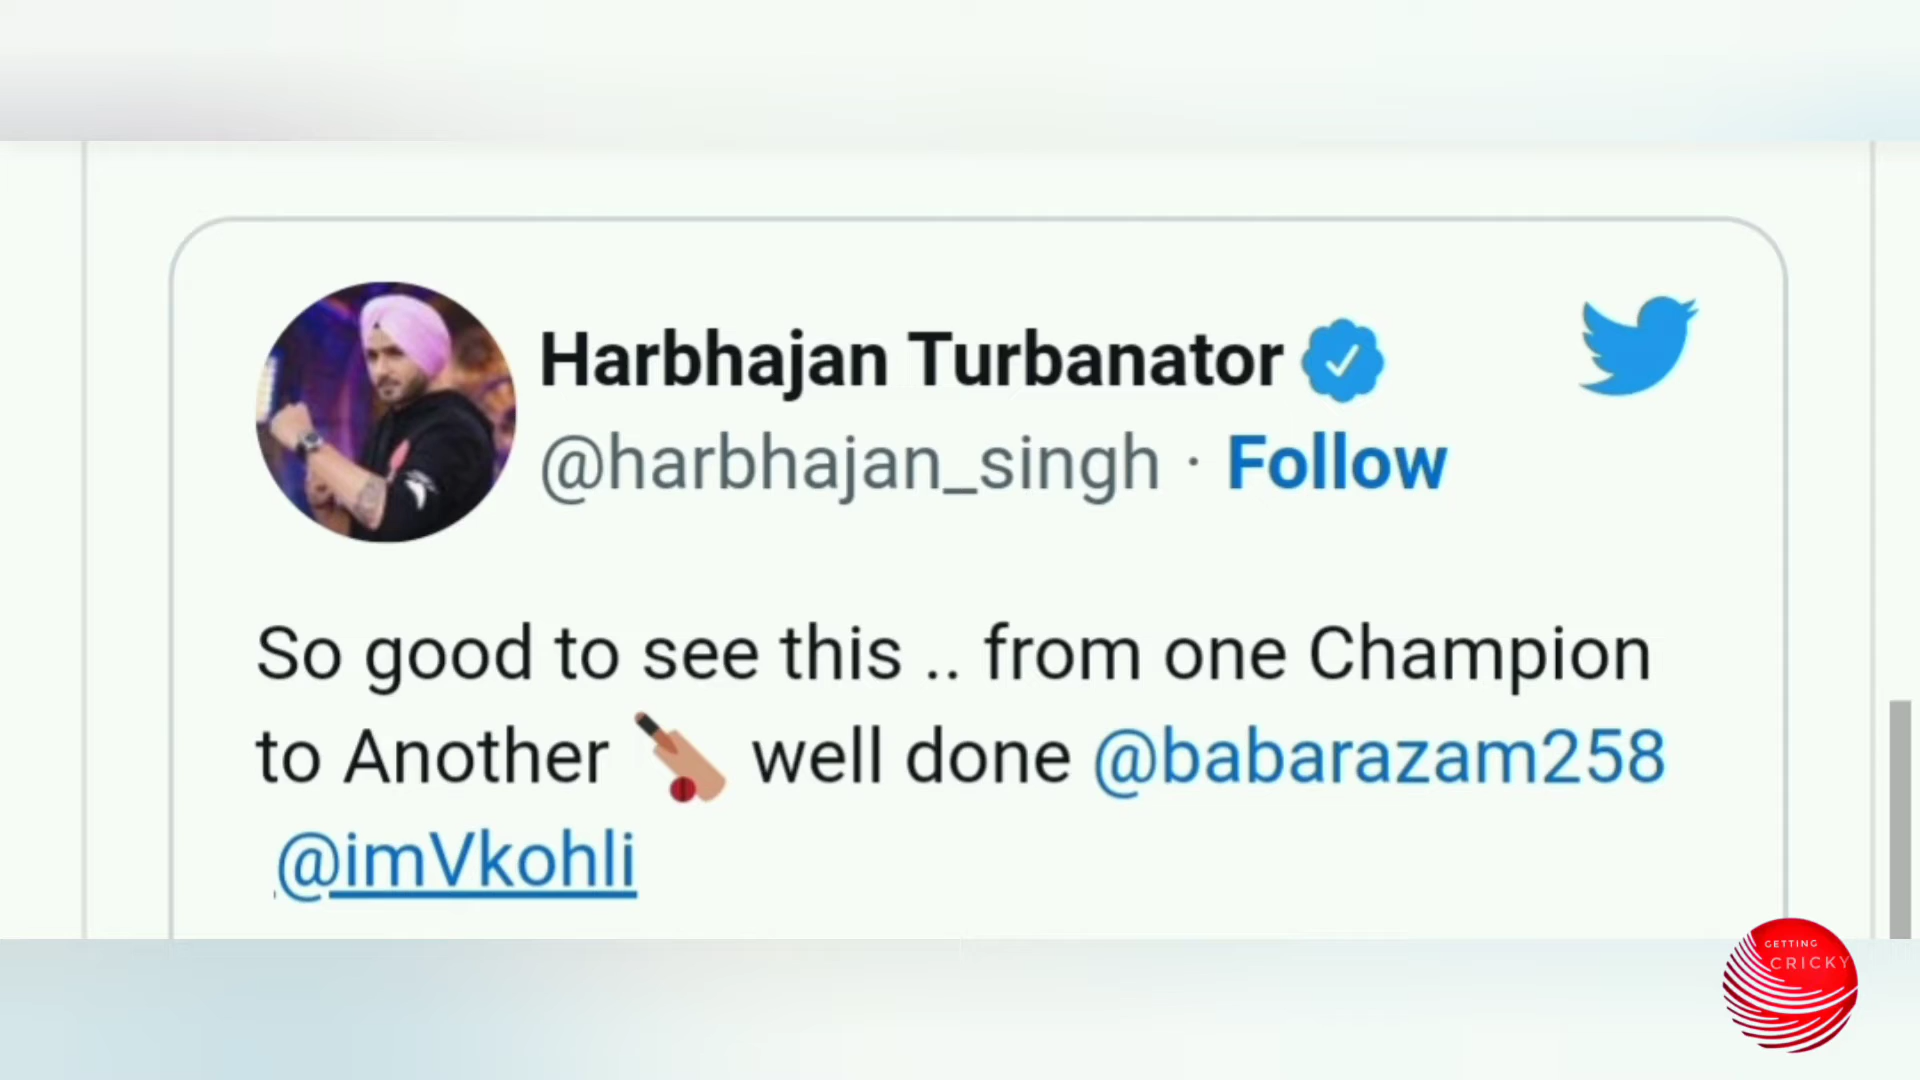 Harbhajan Turbanator
@harbhajan_singh · Follow
So good to see this .. from one Champion
to Another 🏏 well done @babarazam258
@imVkohli
GETTING
CRICKY